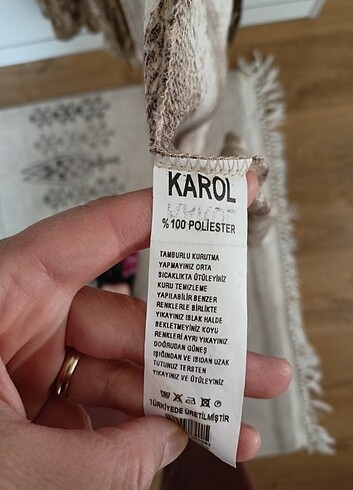 KAROL
%100 POLİESTER
TAMBURLU KURUTMA
YAPMAYINIZ ORTA
SICAKLIKTA ÜTÜLEYİNİZ
KURU TEMİZLEME
YAPILABİLİR BENZER
RENKLERLE BİRLİKTE
YIKAYINIZ ISLAK HALDE
BEKLETMEYİNİZ KOYU
RENKLERİ AYRI YIKAYINIZ
DOĞRUDAN GÜNEŞ
IŞIĞINDAN VE ISIDAN UZAK
TUTUNUZ TERSTEN
YIKAYINIZ VE ÜTÜLEYİNİZ
TÜRKİYEDE ÜRETİLMİŞTİR